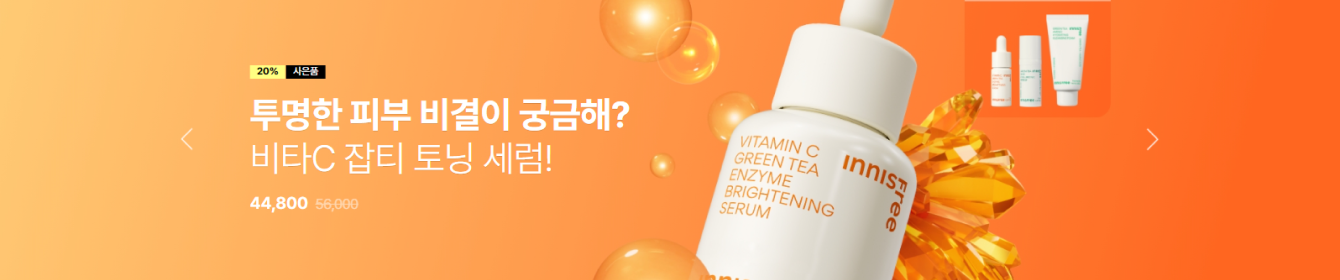 20% 사은품
투명한 피부 비결이 궁금해?
비타C 잡티 토닝 세럼!
44,800 56,000
VITAMIN C
GREEN TEA
ENZYME
BRIGHTENING
SERUM
INNISFree